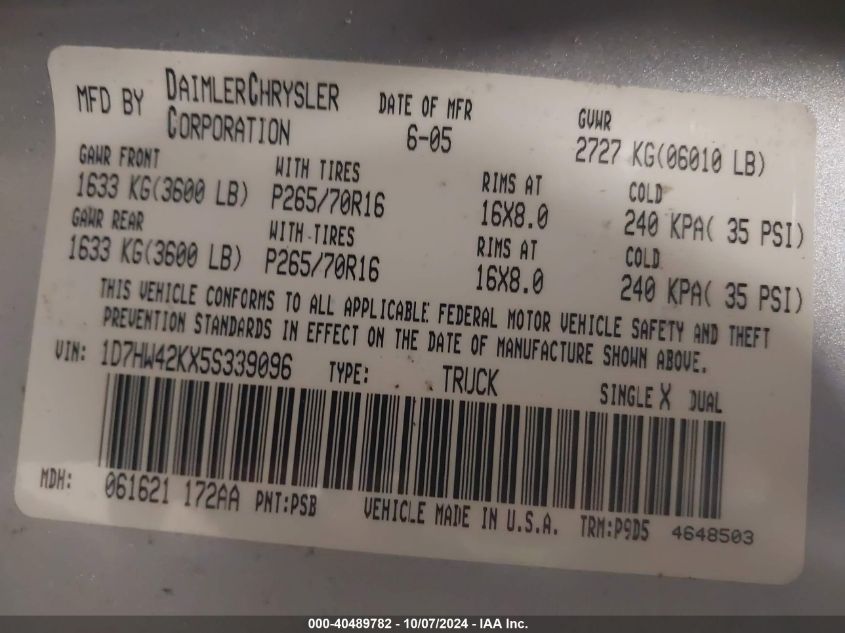 MFD BY DAIMLERCHRYSLER CORPORATION DATE OF MFR 6-05 GVWR 2727 KG(06010 LB)
GAWR FRONT WITH TIRES RIMS AT COLD
1633 KG(3600 LB) P265/70R16 16X8.0 240 KPA( 35 PSI)
GAWR REAR WITH TIRES RIMS AT COLD
1633 KG(3600 LB) P265/70R16 16X8.0 240 KPA( 35 PSI)
THIS VEHICLE CONFORMS TO ALL APPLICABLE FEDERAL MOTOR VEHICLE SAFETY AND THEFT
PREVENTION STANDARDS IN EFFECT ON THE DATE OF MANUFACTURE SHOWN ABOVE.
VIN: 1D7HW42KX5S339096 TYPE: TRUCK SINGLE X DUAL
MDH: 061621 172AA PNT:PSB VEHICLE MADE IN U.S.A. TRM:P9D5 4648503
000-40489782 - 10/07/2024 - IAA Inc.